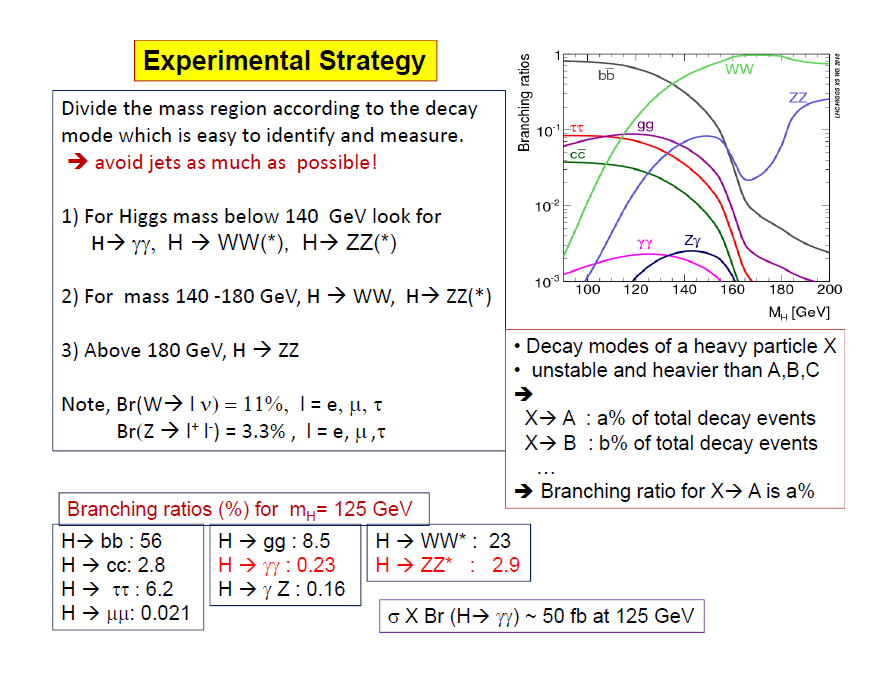 Experimental Strategy
Divide the mass region according to the decay
mode which is easy to identify and measure.
➔ avoid jets as much as possible!
1) For Higgs mass below 140 GeV look for
H→ γγ, H → WW(*), H→ ZZ(*)
2) For mass 140 -180 GeV, H → WW, H→ ZZ(*)
3) Above 180 GeV, H → ZZ
Note, Br(W→ l ν) = 11%, l = e, μ, τ
Br(Z → l⁺ l⁻) = 3.3% , l = e, μ ,τ
Branching ratios
1
10⁻¹
10⁻²
10⁻³
bb̄
WW
ZZ
ττ
gg
cc̄
γγ
Zγ
LHC HIGGS XS WG 2010
100 120 140 160 180 200
M_H [GeV]
• Decay modes of a heavy particle X
• unstable and heavier than A,B,C
➔
X→ A : a% of total decay events
X→ B : b% of total decay events
…
➔ Branching ratio for X→ A is a%
Branching ratios (%) for m_H= 125 GeV
H→ bb : 56
H → cc: 2.8
H → ττ : 6.2
H → μμ: 0.021
H → gg : 8.5
H → γγ : 0.23
H → γ Z : 0.16
H → WW* : 23
H → ZZ* : 2.9
σ X Br (H→ γγ) ~ 50 fb at 125 GeV